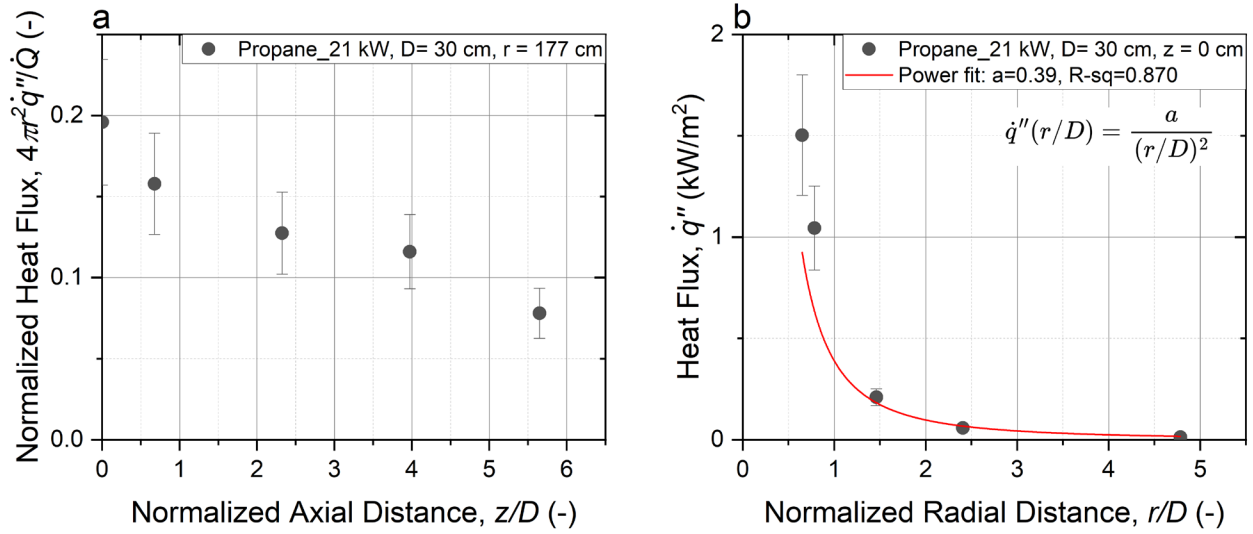 a
Propane_21 kW, D= 30 cm, r = 177 cm
Normalized Heat Flux, 4πr²q̇″/Q̇ (-)
0.2
0.1
0.0
0 1 2 3 4 5 6
Normalized Axial Distance, z/D (-)
b
Propane_21 kW, D= 30 cm, z = 0 cm
Power fit: a=0.39, R-sq=0.870
q̇″(r/D) = a/(r/D)²
Heat Flux, q̇″ (kW/m²)
2
1
0
0 1 2 3 4 5
Normalized Radial Distance, r/D (-)